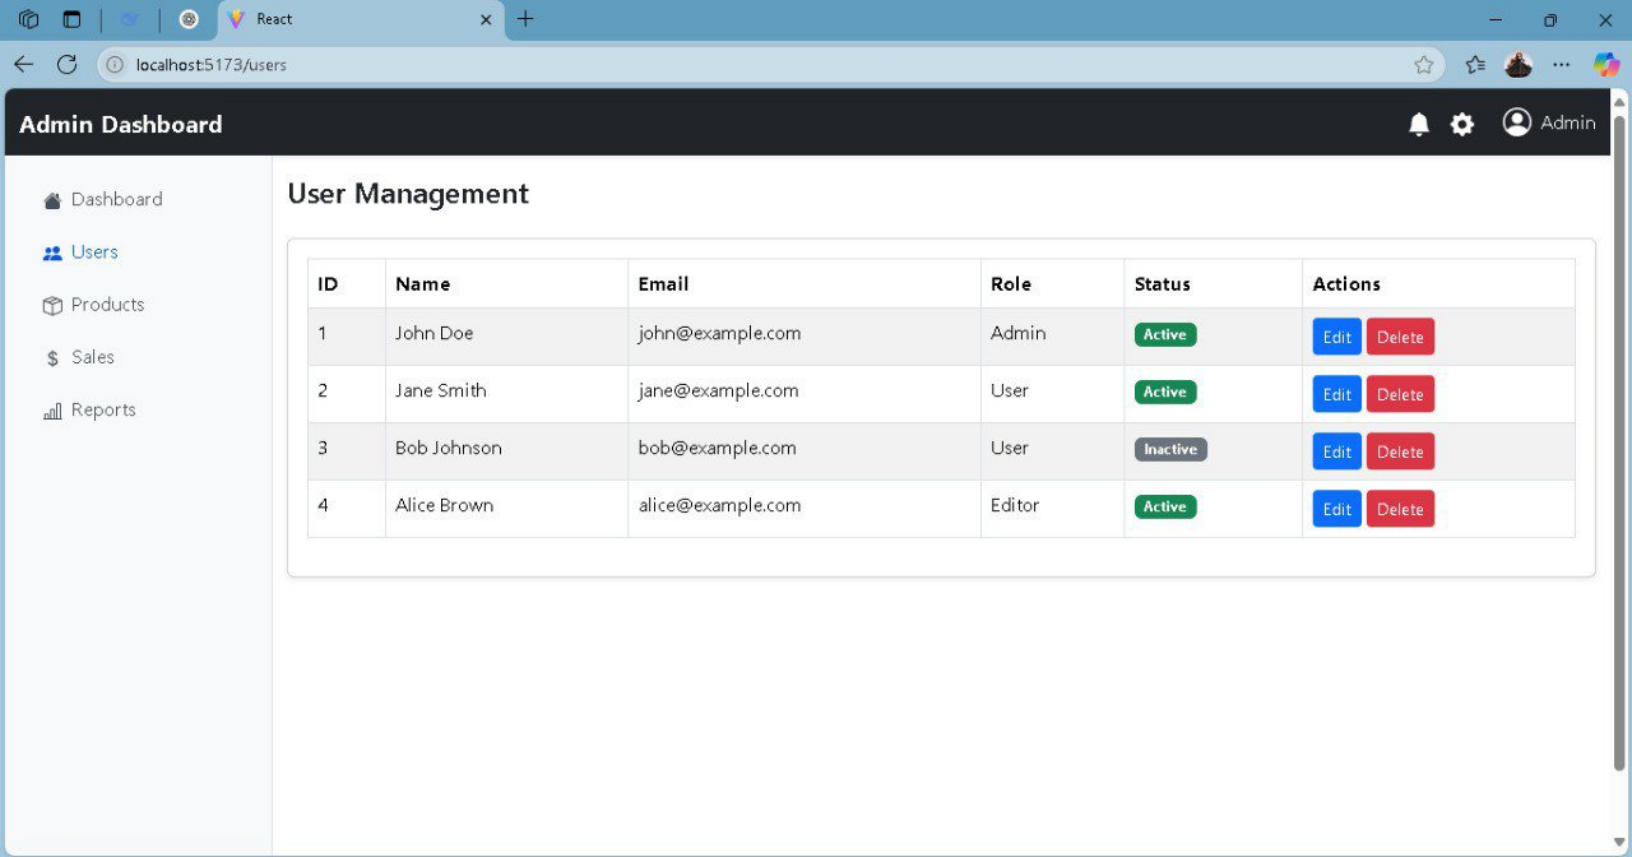 React
localhost:5173/users
Admin Dashboard
Admin
Dashboard
Users
Products
$ Sales
Reports
User Management
ID Name Email Role Status Actions
1 John Doe john@example.com Admin Active Edit Delete
2 Jane Smith jane@example.com User Active Edit Delete
3 Bob Johnson bob@example.com User Inactive Edit Delete
4 Alice Brown alice@example.com Editor Active Edit Delete